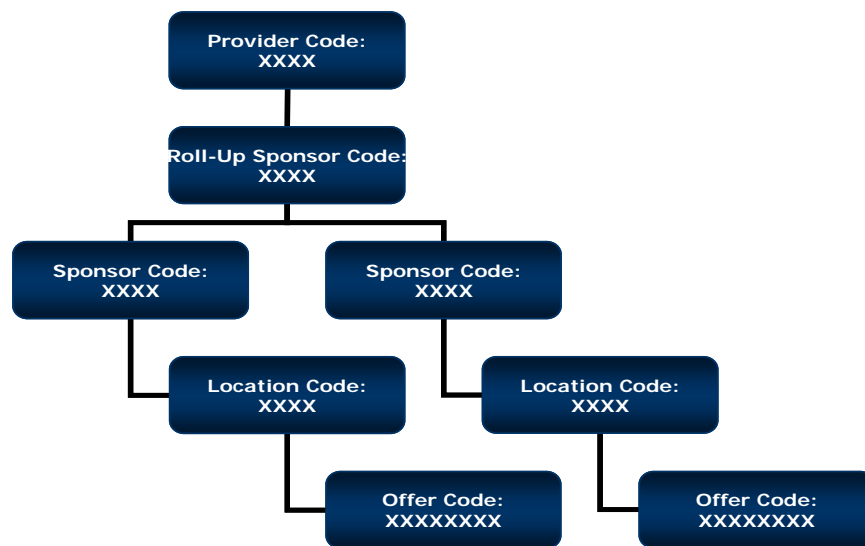 Provider Code:
XXXX
Roll-Up Sponsor Code:
XXXX
Sponsor Code:
XXXX
Sponsor Code:
XXXX
Location Code:
XXXX
Location Code:
XXXX
Offer Code:
XXXXXXXX
Offer Code:
XXXXXXXX